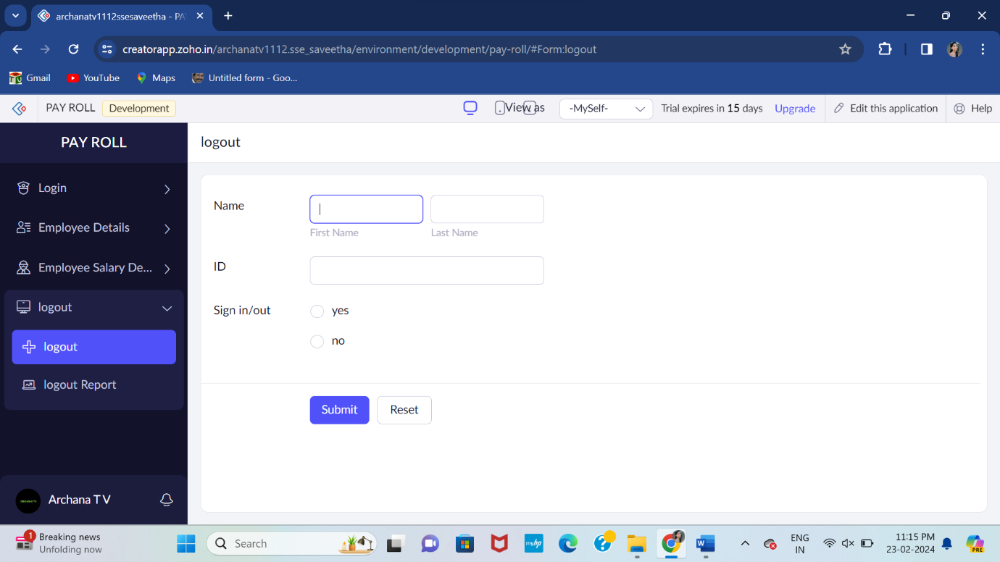 archanatv1112ssesaveetha - PA
creatorapp.zoho.in/archanatv1112.sse_saveetha/environment/development/pay-roll/#Form:logout
Gmail YouTube Maps Untitled form - Goo...
PAY ROLL Development View as -MySelf- Trial expires in 15 days Upgrade Edit this application Help
PAY ROLL
Login
Employee Details
Employee Salary De...
logout
logout
logout Report
Archana T V
logout
Name
First Name Last Name
ID
Sign in/out yes
no
Submit Reset
1 Breaking news
Unfolding now
Search
myhp
W
PRE
ENG
IN
11:15 PM
23-02-2024